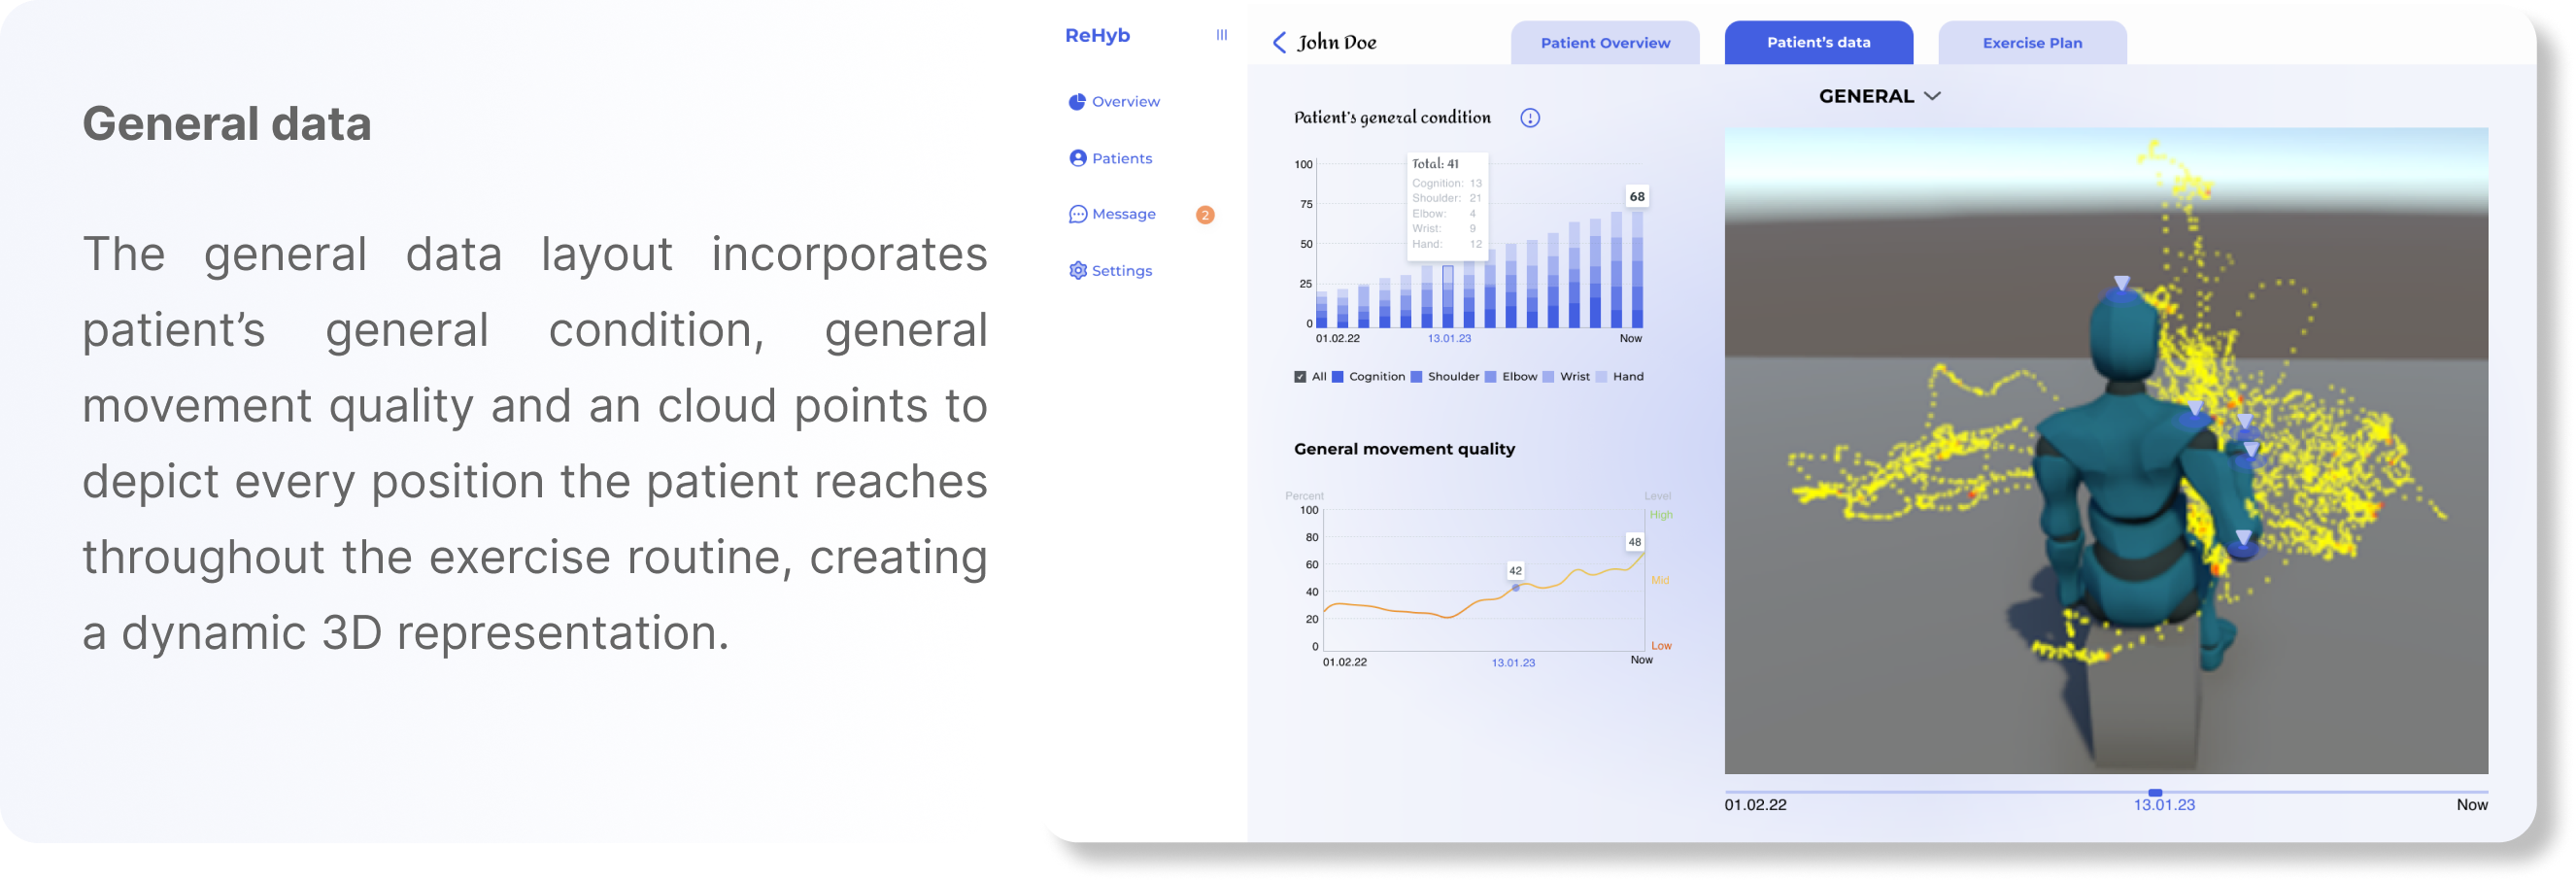 General data
The general data layout incorporates
patient’s general condition, general
movement quality and an cloud points to
depict every position the patient reaches
throughout the exercise routine, creating
a dynamic 3D representation.
ReHyb
Overview
Patients
Message 2
Settings
John Doe
Patient Overview
Patient’s data
Exercise Plan
Patient's general condition
100
75
50
25
0
Total: 41
Cognition: 13
Shoulder: 21
Elbow: 4
Wrist: 9
Hand: 12
68
01.02.22 13.01.23 Now
All Cognition Shoulder Elbow Wrist Hand
General movement quality
Percent Level
100
80
60
40
20
0
High
Mid
Low
42
48
01.02.22 13.01.23 Now
GENERAL
01.02.22 13.01.23 Now